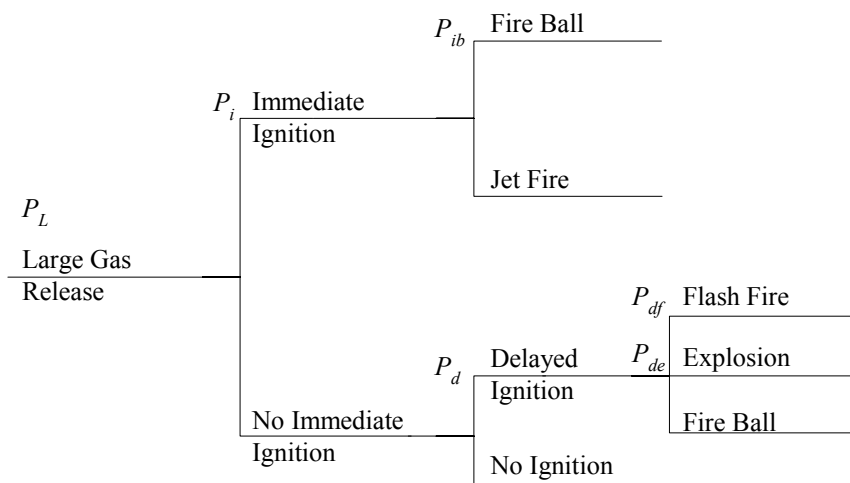 P_ib
Fire Ball
P_i
Immediate
Ignition
Jet Fire
P_L
Large Gas
Release
P_df
Flash Fire
P_d
Delayed
Ignition
P_de
Explosion
Fire Ball
No Immediate
Ignition
No Ignition